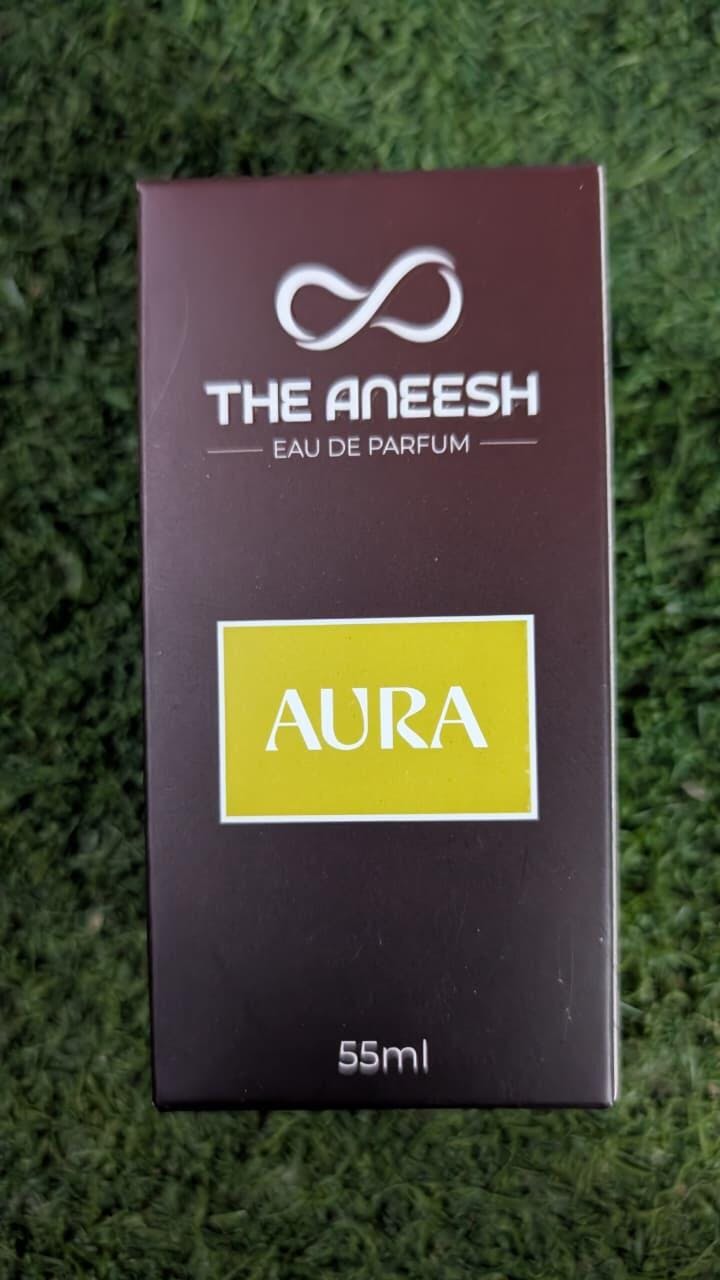 THE ANEESH
EAU DE PARFUM
AURA
55ml